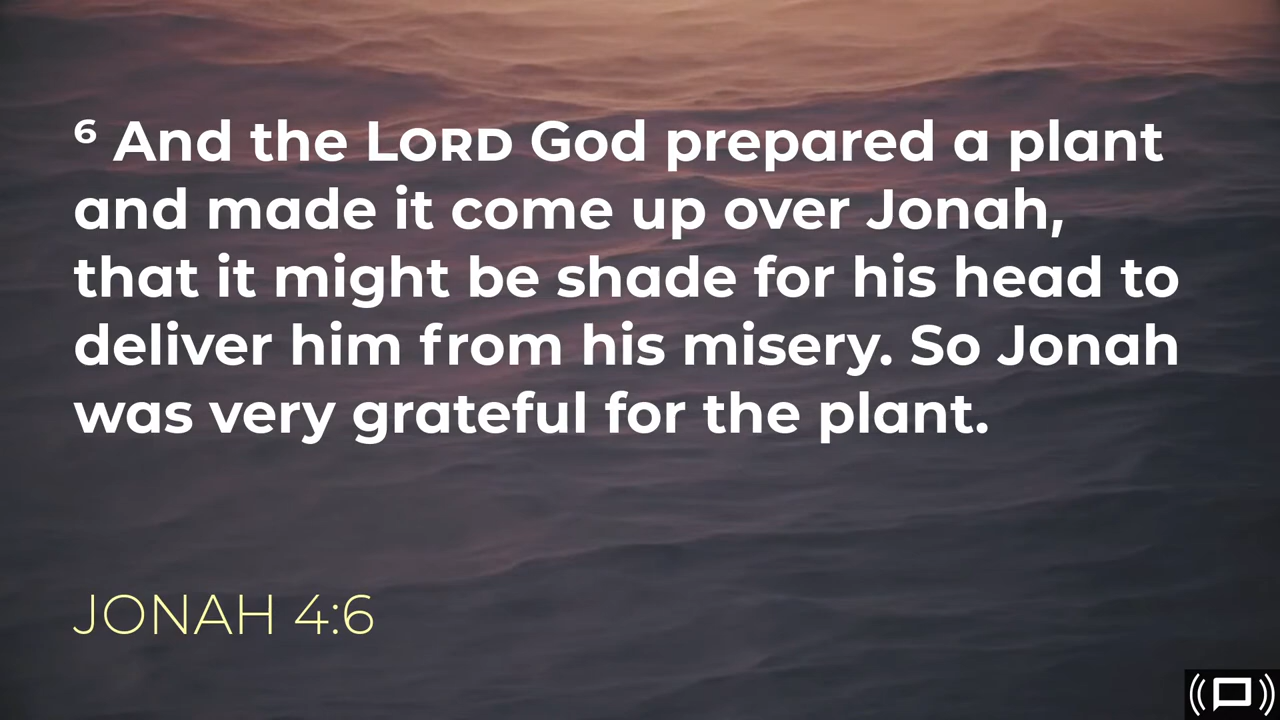 ⁶ And the LORD God prepared a plant
and made it come up over Jonah,
that it might be shade for his head to
deliver him from his misery. So Jonah
was very grateful for the plant.
JONAH 4:6